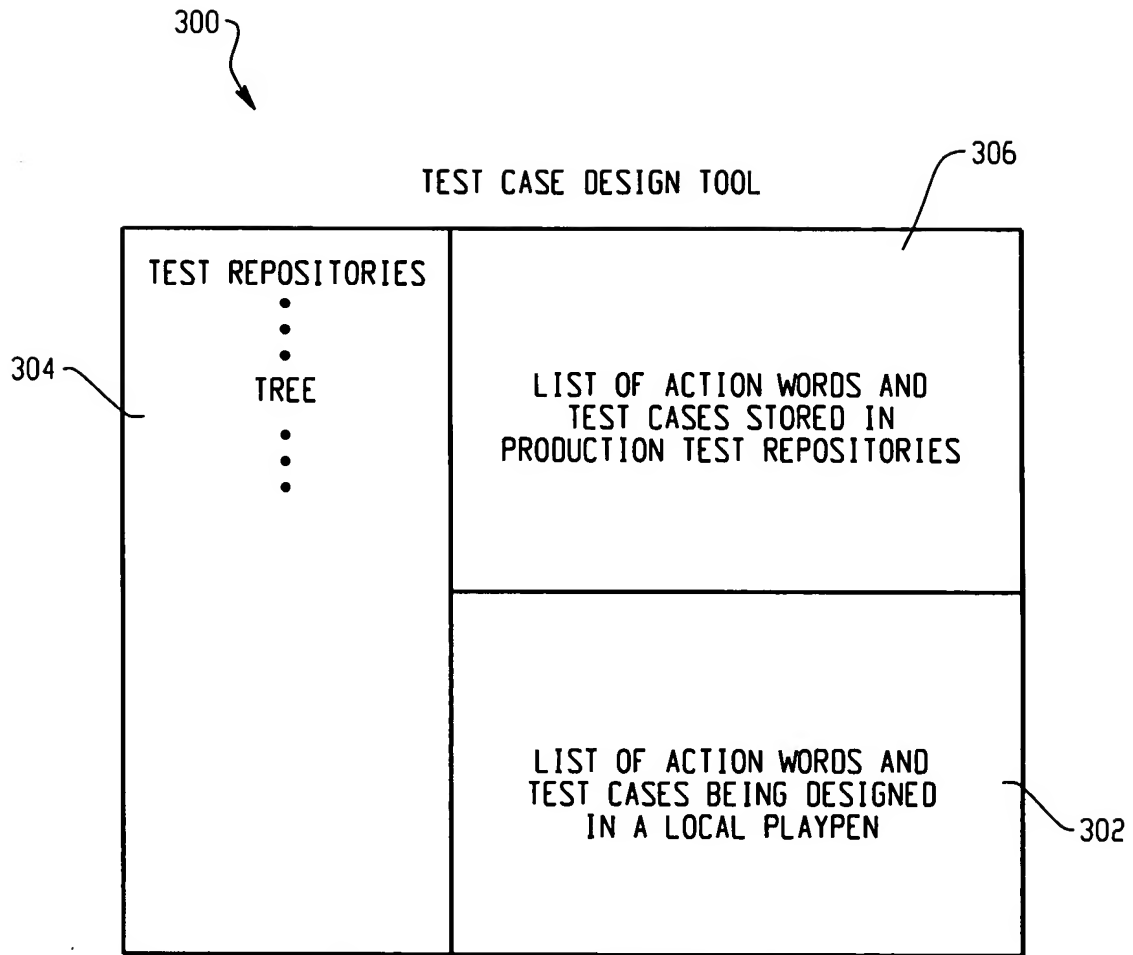 300
306
TEST CASE DESIGN TOOL
TEST REPOSITORIES
304
TREE
LIST OF ACTION WORDS AND
TEST CASES STORED IN
PRODUCTION TEST REPOSITORIES
LIST OF ACTION WORDS AND
TEST CASES BEING DESIGNED
IN A LOCAL PLAYPEN
302